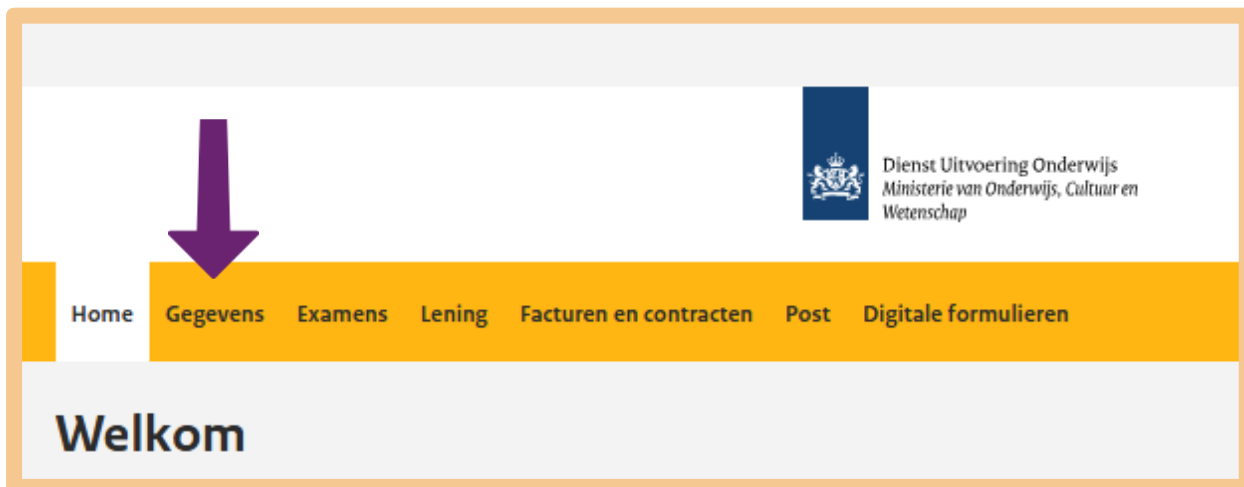 Dienst Uitvoering Onderwijs
Ministerie van Onderwijs, Cultuur en
Wetenschap
Home Gegevens Examens Lening Facturen en contracten Post Digitale formulieren
Welkom